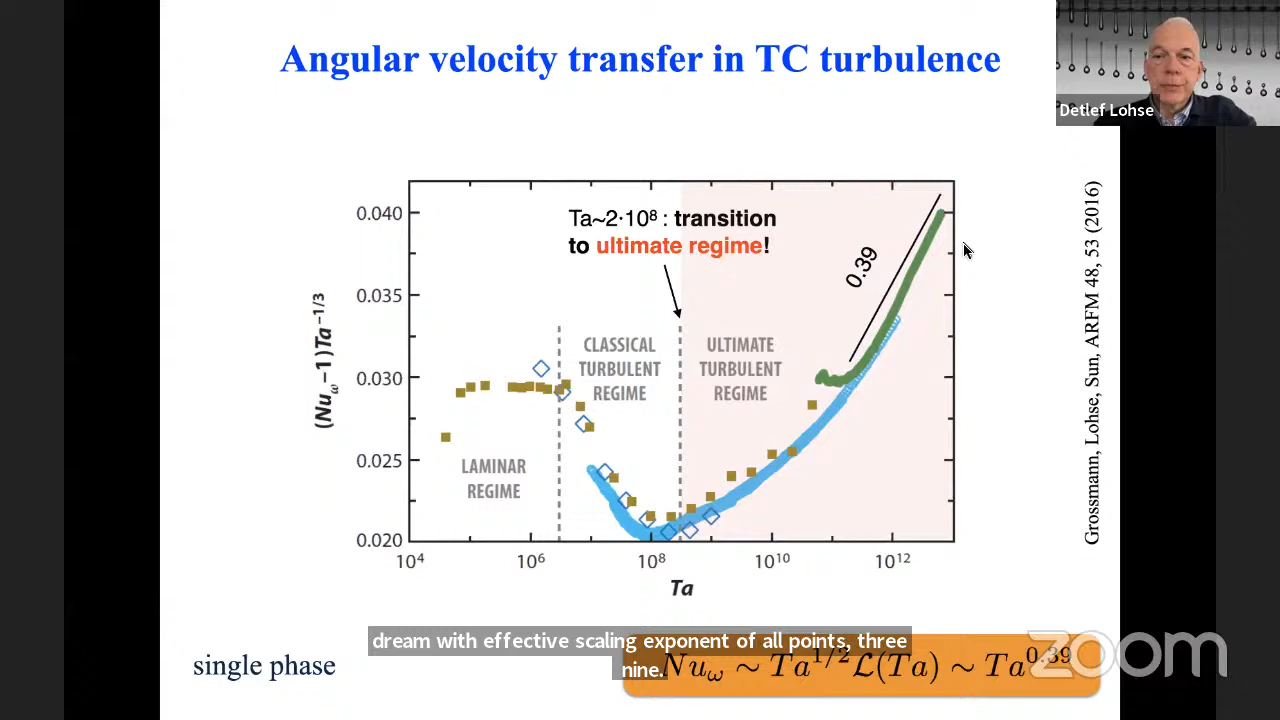 Angular velocity transfer in TC turbulence
Detlef Lohse
Ta~2·10⁸ : transition
to ultimate regime!
0.39
0.040
0.035
0.030
0.025
0.020
(Nu_ω – 1)Ta^–1/3
LAMINAR
REGIME
CLASSICAL
TURBULENT
REGIME
ULTIMATE
TURBULENT
REGIME
10⁴
10⁶
10⁸
10¹⁰
10¹²
Ta
Grossmann, Lohse, Sun, ARFM 48, 53 (2016)
dream with effective scaling exponent of all points, three
nine.
single phase
Nu_ω ∼ Ta^1/2 ℒ(Ta) ∼ Ta^0.39
zoom